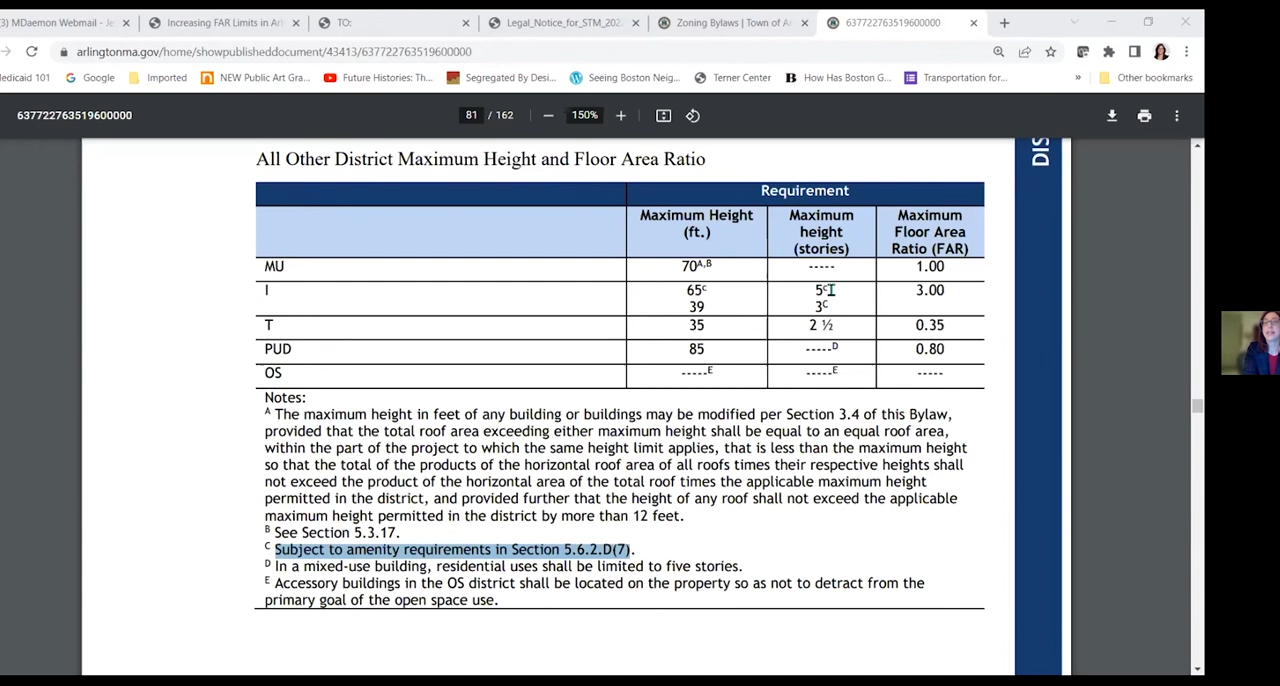 3) MDaemon Webmail - Je
Increasing FAR Limits in Arl
TO:
Legal_Notice_for_STM_202
Zoning Bylaws | Town of A
637722763519600000
arlingtonma.gov/home/showpublisheddocument/43413/637722763519600000
edicaid 101
Google
Imported
NEW Public Art Gra...
Future Histories: Th...
Segregated By Desi...
Seeing Boston Neig...
Terner Center
How Has Boston G...
Transportation for...
»
Other bookmarks
637722763519600000
81 / 162
150%
DIS
All Other District Maximum Height and Floor Area Ratio
Requirement
Maximum Height (ft.)
Maximum height (stories)
Maximum Floor Area Ratio (FAR)
MU 70A,B ----- 1.00
I 65C 5C 3.00
39 3C
T 35 2 ½ 0.35
PUD 85 -----D 0.80
OS -----E -----E -----
Notes:
A The maximum height in feet of any building or buildings may be modified per Section 3.4 of this Bylaw,
provided that the total roof area exceeding either maximum height shall be equal to an equal roof area,
within the part of the project to which the same height limit applies, that is less than the maximum height
so that the total of the products of the horizontal roof area of all roofs times their respective heights shall
not exceed the product of the horizontal area of the total roof times the applicable maximum height
permitted in the district, and provided further that the height of any roof shall not exceed the applicable
maximum height permitted in the district by more than 12 feet.
B See Section 5.3.17.
C Subject to amenity requirements in Section 5.6.2.D(7).
D In a mixed-use building, residential uses shall be limited to five stories.
E Accessory buildings in the OS district shall be located on the property so as not to detract from the
primary goal of the open space use.